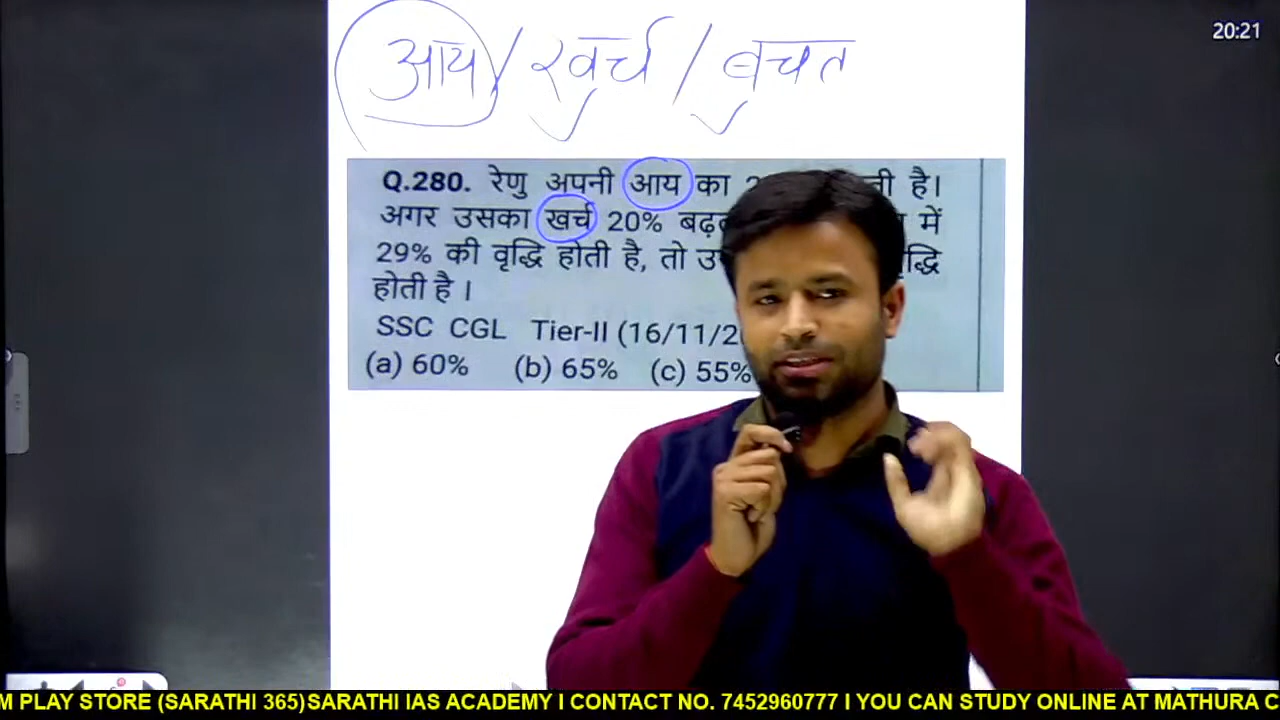 20:21
आय / खर्च / बचत
Q.280. रेणु अपनी आय का है।
अगर उसका खर्च 20% में
29% की वृद्धि होती है, तो
होती है ।
SSC CGL Tier-II (16/11/2
(a) 60% (b) 65% (c) 55%
M PLAY STORE (SARATHI 365)SARATHI IAS ACADEMY I CONTACT NO. 7452960777 I YOU CAN STUDY ONLINE AT MATHURA C